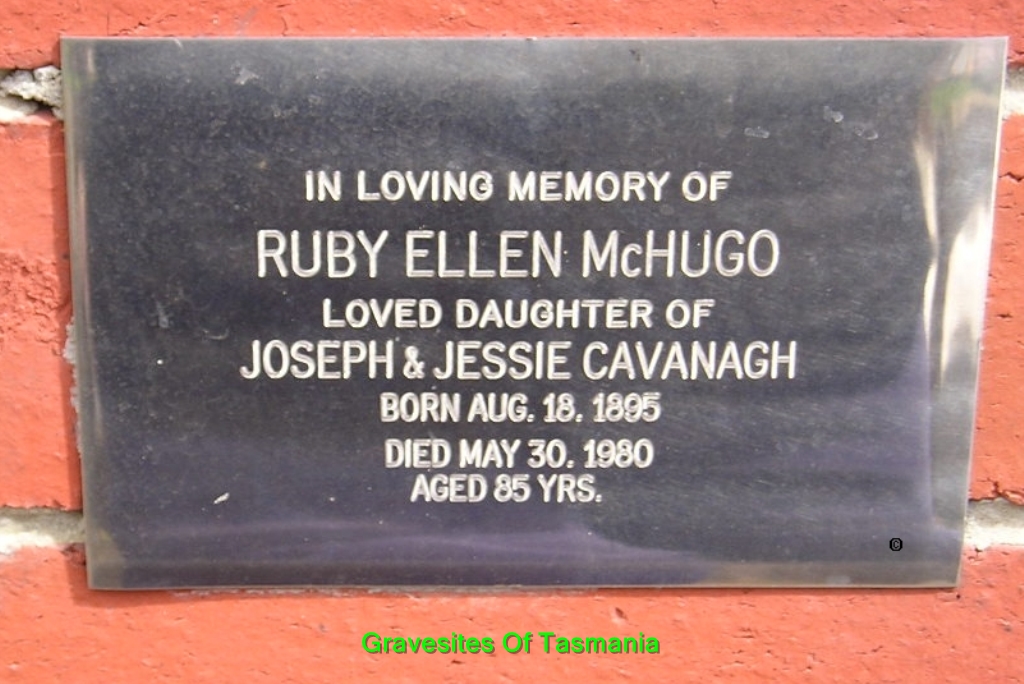 IN LOVING MEMORY OF
RUBY ELLEN McHUGO
LOVED DAUGHTER OF
JOSEPH & JESSIE CAVANAGH
BORN AUG. 18. 1895
DIED MAY 30. 1980
AGED 85 YRS.
©
Gravesites Of Tasmania